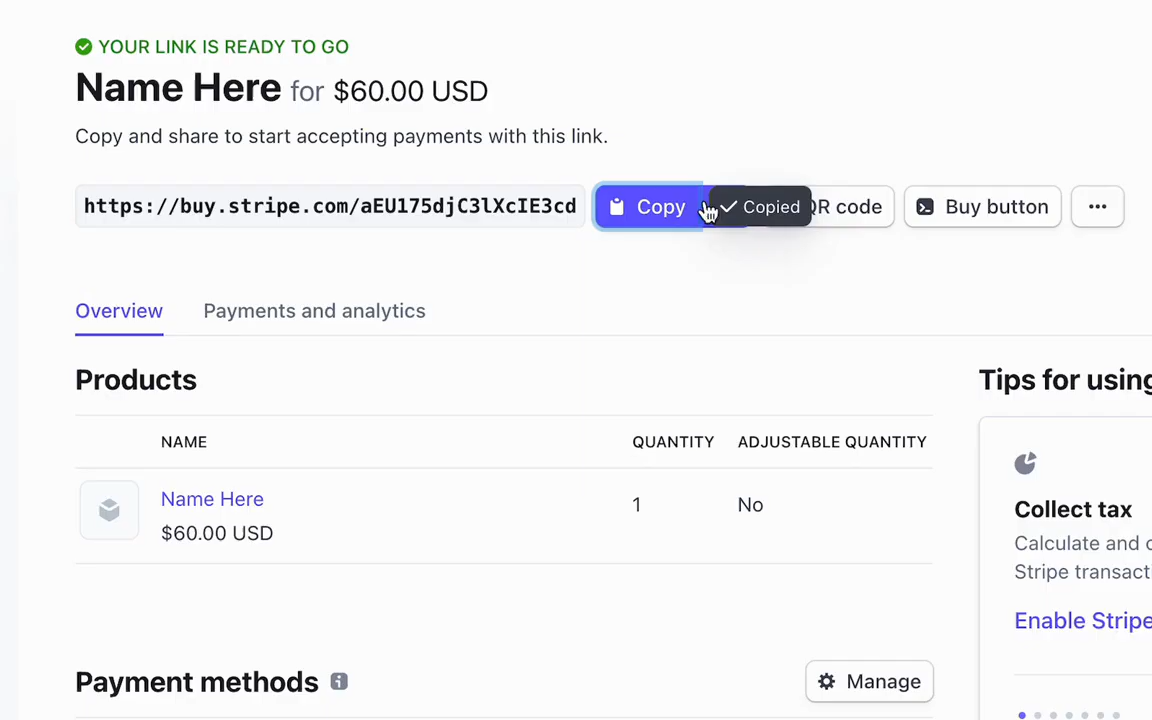 YOUR LINK IS READY TO GO
Name Here for $60.00 USD
Copy and share to start accepting payments with this link.
https://buy.stripe.com/aEU175djC3lXcIE3cd Copy Copied QR code Buy button
Overview Payments and analytics
Products
NAME QUANTITY ADJUSTABLE QUANTITY
Name Here 1 No
$60.00 USD
Payment methods Manage
Tips for using
Collect tax
Calculate and c
Stripe transact
Enable Stripe